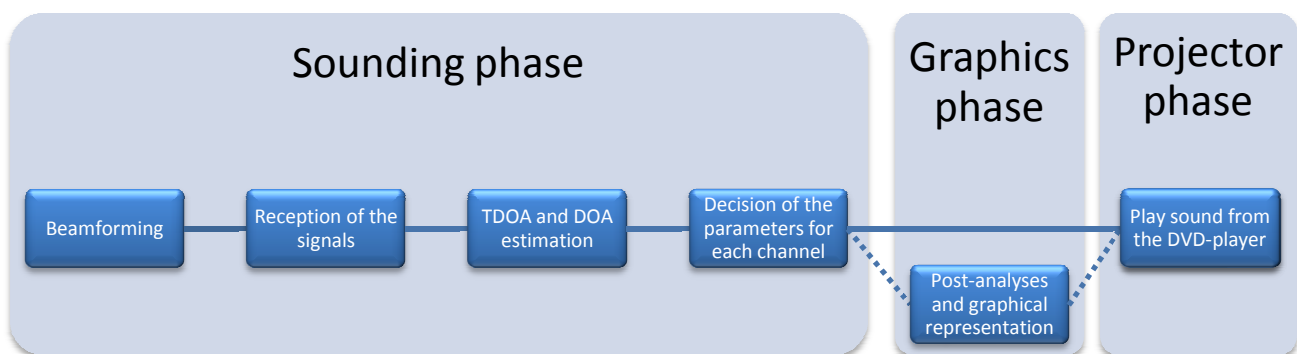 Sounding phase
Graphics
phase
Projector
phase
Beamforming
Reception of the
signals
TDOA and DOA
estimation
Decision of the
parameters for
each channel
Post-analyses
and graphical
representation
Play sound from
the DVD-player